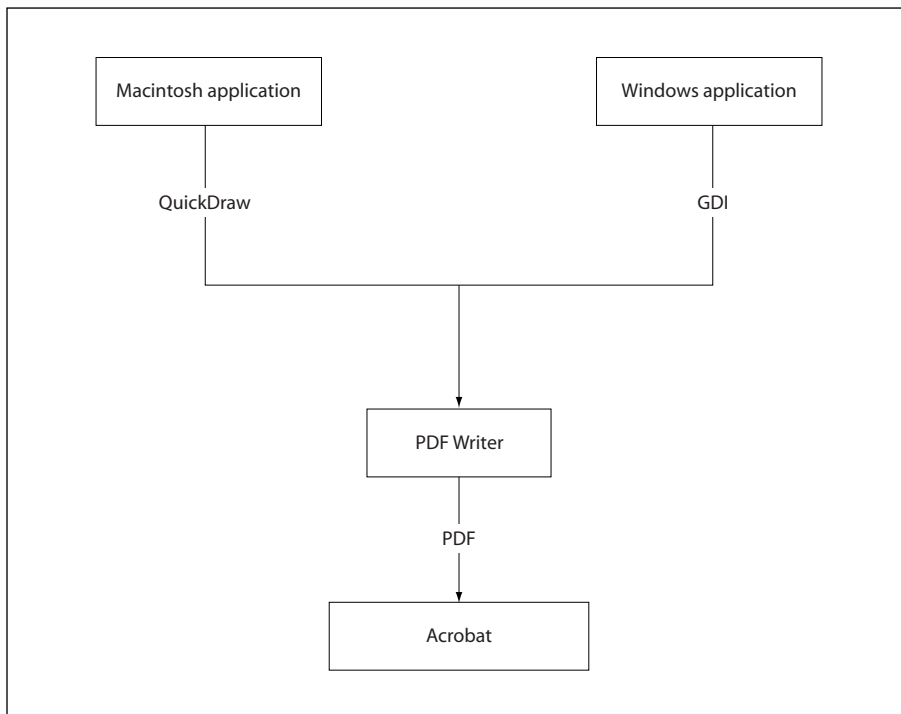 Macintosh application
Windows application
QuickDraw
GDI
PDF Writer
PDF
Acrobat